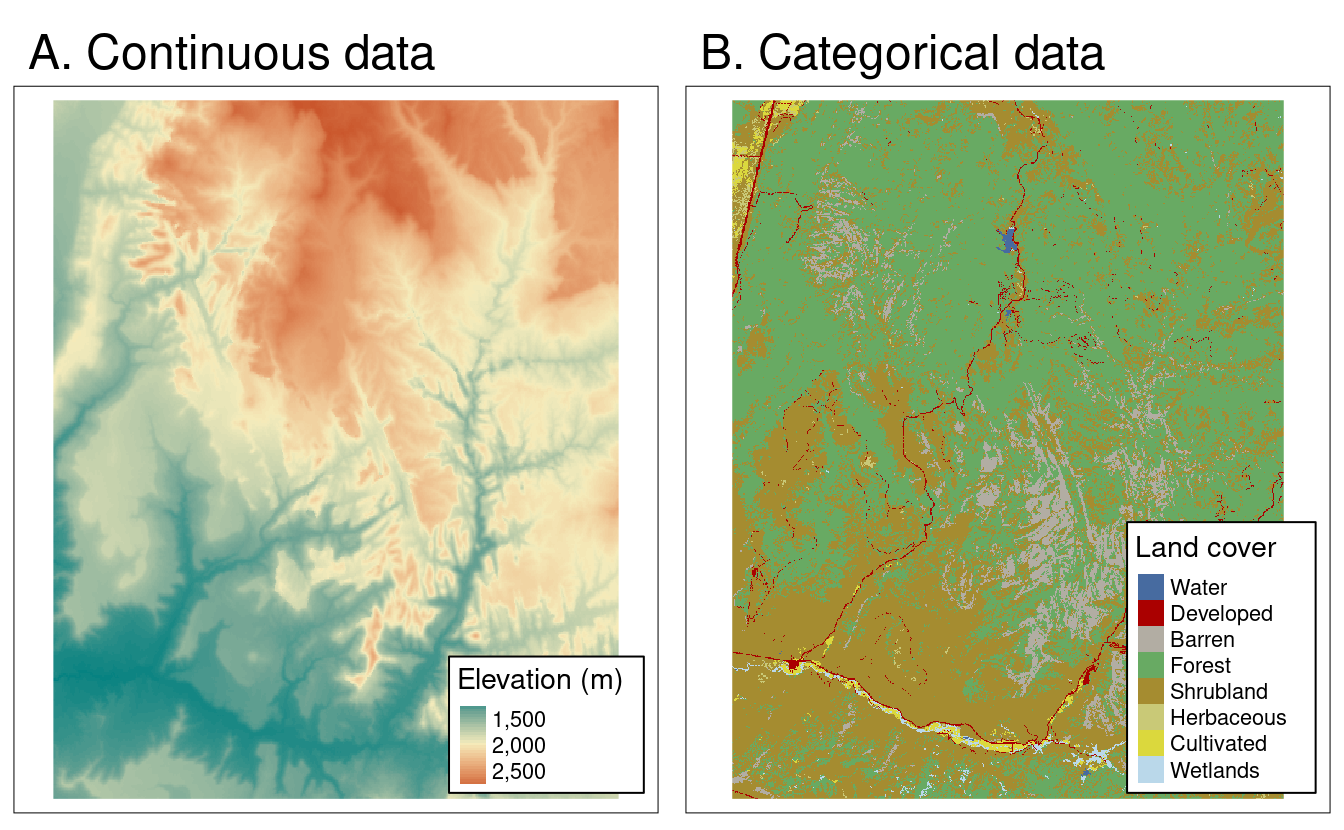 A. Continuous data
B. Categorical data
Elevation (m)
1,500
2,000
2,500
Land cover
Water
Developed
Barren
Forest
Shrubland
Herbaceous
Cultivated
Wetlands